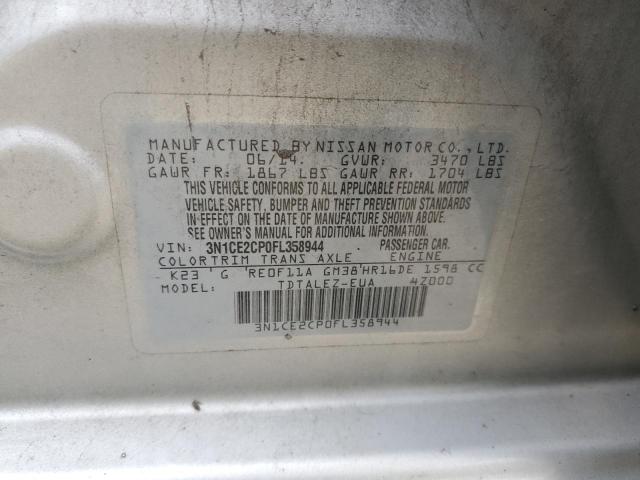 MANUFACTURED BY NISSAN MOTOR CO., LTD.
DATE: 06/14. GVWR: 3470 LBS
GAWR FR: 1867 LBS GAWR RR: 1704 LBS
THIS VEHICLE CONFORMS TO ALL APPLICABLE FEDERAL MOTOR
VEHICLE SAFETY, BUMPER AND THEFT PREVENTION STANDARDS
IN EFFECT ON THE DATE OF MANUFACTURE SHOWN ABOVE.
SEE OWNER'S MANUAL FOR ADDITIONAL INFORMATION
VIN: 3N1CE2CP0FL358944 PASSENGER CAR.
COLOR TRIM TRANS AXLE ENGINE
K23 G RE0F11A GM38 HR16DE 1598 CC
MODEL: TDTALEZ-EUA 4Z000
3N1CE2CP0FL358944